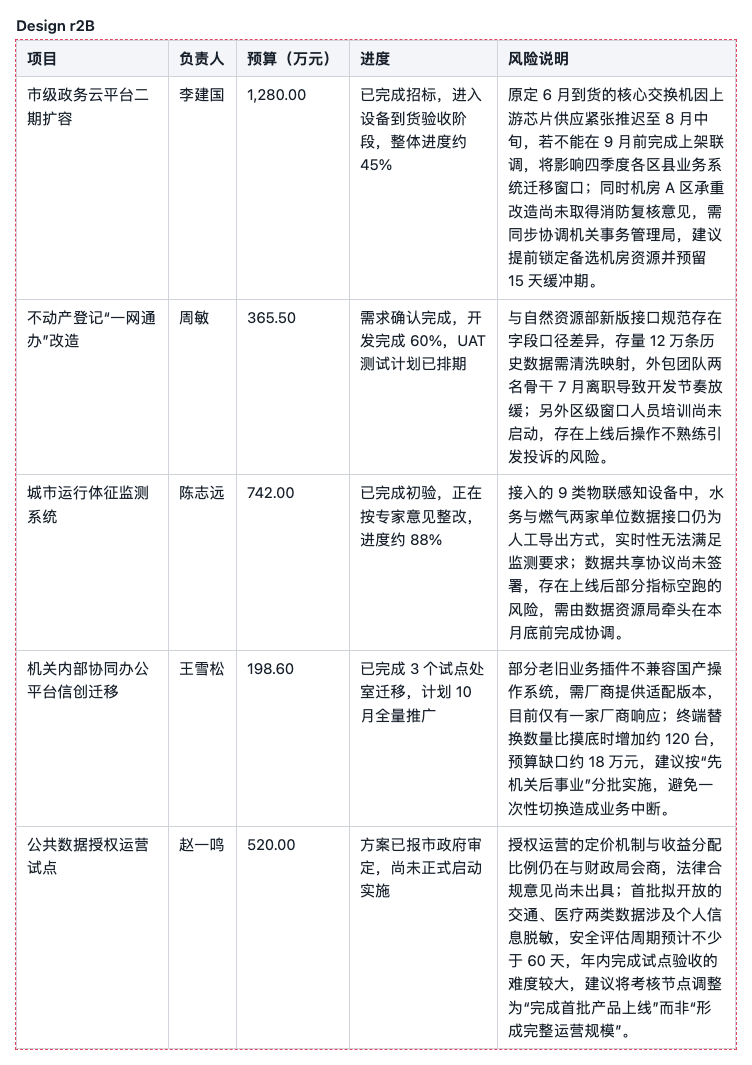 Design r2B
项目 负责人 预算（万元） 进度 风险说明
市级政务云平台二
期扩容
李建国
1,280.00
已完成招标，进入
设备到货验收阶
段，整体进度约
45%
原定 6 月到货的核心交换机因上
游芯片供应紧张推迟至 8 月中
旬，若不能在 9 月前完成上架联
调，将影响四季度各区县业务系
统迁移窗口；同时机房 A 区承重
改造尚未取得消防复核意见，需
同步协调机关事务管理局，建议
提前锁定备选机房资源并预留
15 天缓冲期。
不动产登记“一网通
办”改造
周敏
365.50
需求确认完成，开
发完成 60%，UAT
测试计划已排期
与自然资源部新版接口规范存在
字段口径差异，存量 12 万条历
史数据需清洗映射，外包团队两
名骨干 7 月离职导致开发节奏放
缓；另外区级窗口人员培训尚未
启动，存在上线后操作不熟练引
发投诉的风险。
城市运行体征监测
系统
陈志远
742.00
已完成初验，正在
按专家意见整改，
进度约 88%
接入的 9 类物联感知设备中，水
务与燃气两家单位数据接口仍为
人工导出方式，实时性无法满足
监测要求；数据共享协议尚未签
署，存在上线后部分指标空跑的
风险，需由数据资源局牵头在本
月底前完成协调。
机关内部协同办公
平台信创迁移
王雪松
198.60
已完成 3 个试点处
室迁移，计划 10
月全量推广
部分老旧业务插件不兼容国产操
作系统，需厂商提供适配版本，
目前仅有一家厂商响应；终端替
换数量比摸底时增加约 120 台，
预算缺口约 18 万元，建议按“先
机关后事业”分批实施，避免一
次性切换造成业务中断。
公共数据授权运营
试点
赵一鸣
520.00
方案已报市政府审
定，尚未正式启动
实施
授权运营的定价机制与收益分配
比例仍在与财政局会商，法律合
规意见尚未出具；首批拟开放的
交通、医疗两类数据涉及个人信
息脱敏，安全评估周期预计不少
于 60 天，年内完成试点验收的
难度较大，建议将考核节点调整
为“完成首批产品上线”而非“形
成完整运营规模”。